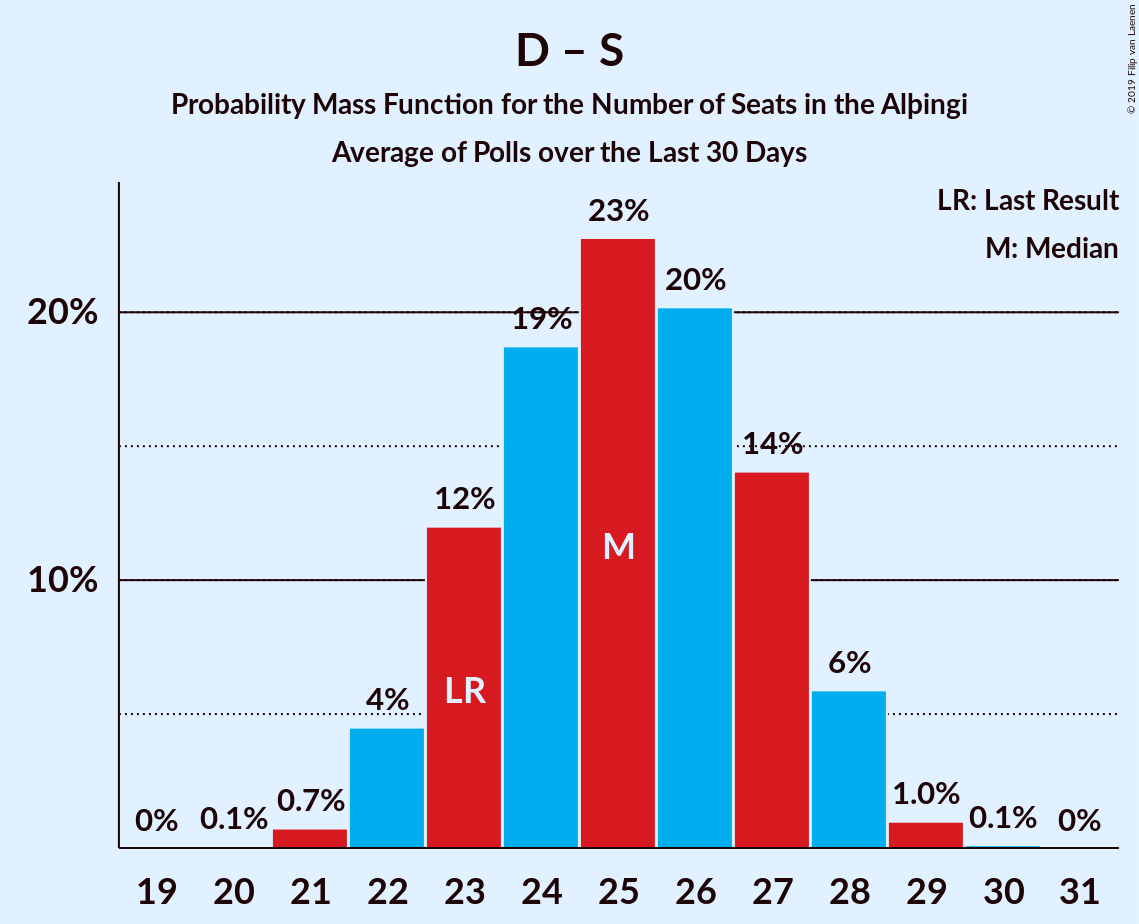 D – S
Probability Mass Function for the Number of Seats in the Alþingi
Average of Polls over the Last 30 Days
© 2019 Filip van Laenen
LR: Last Result
M: Median
20%
10%
0%
0.1%
0.7%
4%
12%
19%
23%
20%
14%
6%
1.0%
0.1%
0%
LR
M
19 20 21 22 23 24 25 26 27 28 29 30 31